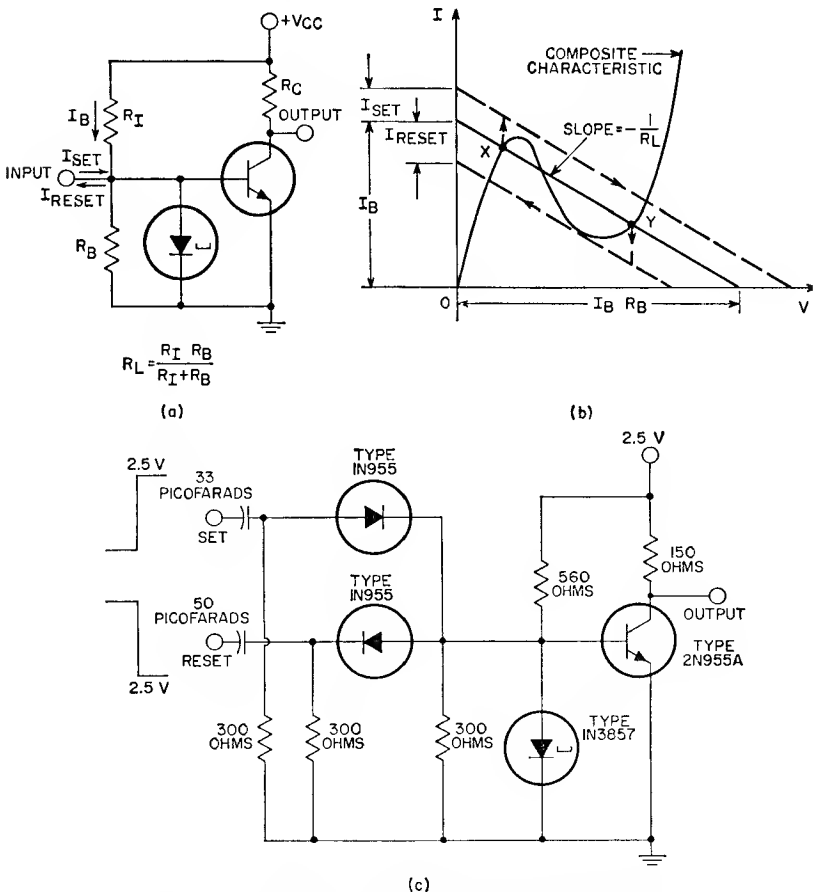 +VCC
RC
OUTPUT
IB
RI
ISET
INPUT
IRESET
RB
RL = RI RB
RI+RB
(a)
I
COMPOSITE
CHARACTERISTIC
ISET
IRESET
SLOPE=-1
RL
X
IB
Y
O
IB RB
V
(b)
2.5 V
33
PICOFARADS
SET
TYPE
IN955
2.5 V
50
PICOFARADS
RESET
2.5 V
TYPE
IN955
560
OHMS
150
OHMS
OUTPUT
TYPE
2N955A
300
OHMS
300
OHMS
300
OHMS
TYPE
IN3857
(c)